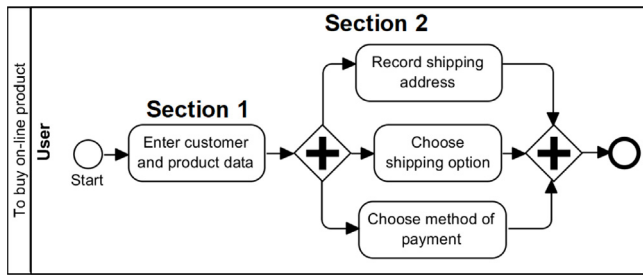 To buy on-line product
User
Start
Section 1
Enter customer
and product data
Section 2
Record shipping
address
Choose
shipping option
Choose method of
payment